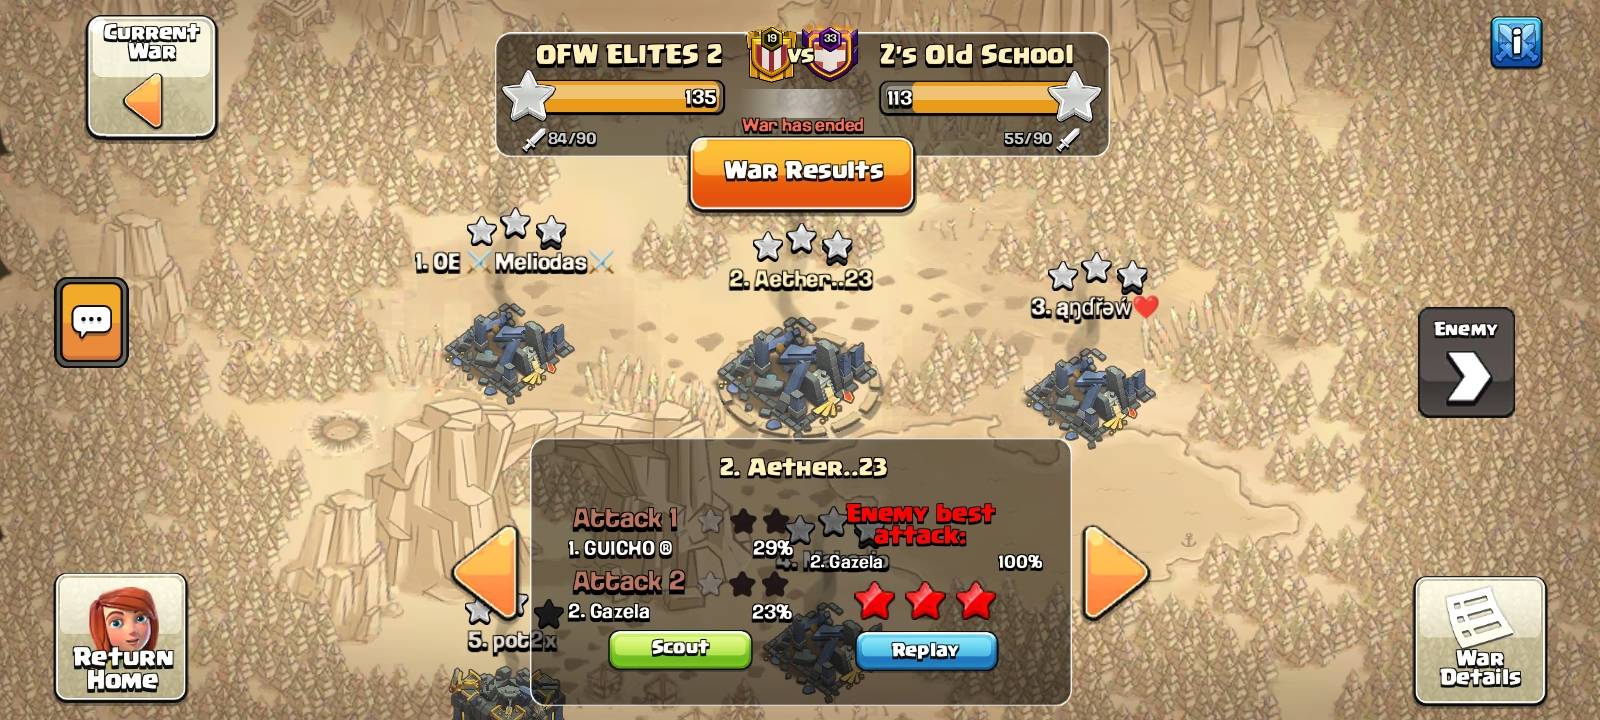 Current
War
OFW ELITES 2
19
vs
33
Z's Old School
135
113
84/90
War has ended
55/90
War Results
1. OE ⚔️ Meliodas⚔️
2. Aether..23
3. ąŋdřəẃ❤️
Enemy
2. Aether..23
Attack 1
1. GUICHO ®
29%
Attack 2
2. Gazela
23%
Scout
Enemy best
attack:
2. Gazela
100%
Replay
5. pot2x
Return
Home
War
Details